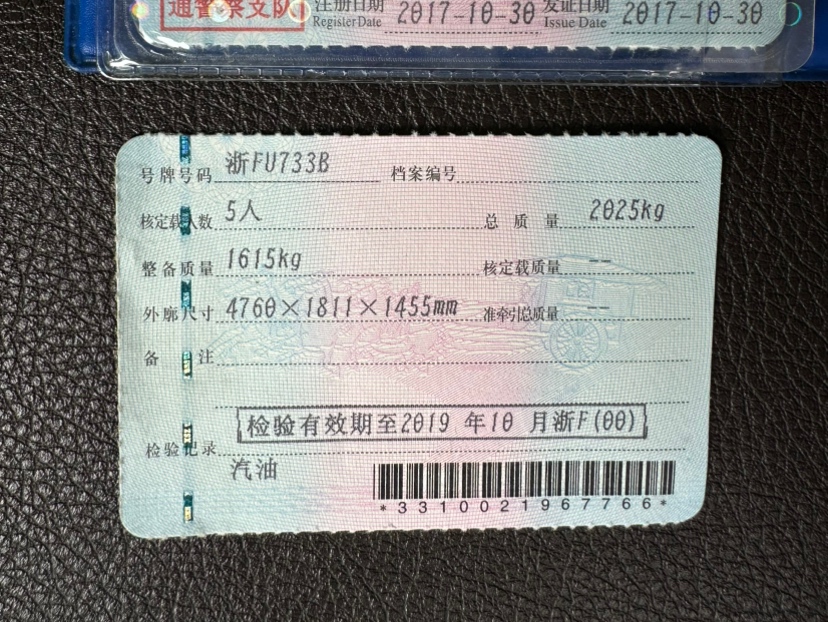 通警察支队 注册日期 2017-10-30 发证日期 2017-10-30
Register Date Issue Date
号牌号码 浙FU733B 档案编号
核定载人数 5人 总质量 2025kg
整备质量 1615kg 核定载质量 --
外廓尺寸 4760×1811×1455mm 准牵引总质量 --
备注
检验有效期至2019 年10 月浙F(00)
检验记录
汽油
*3310021967766*